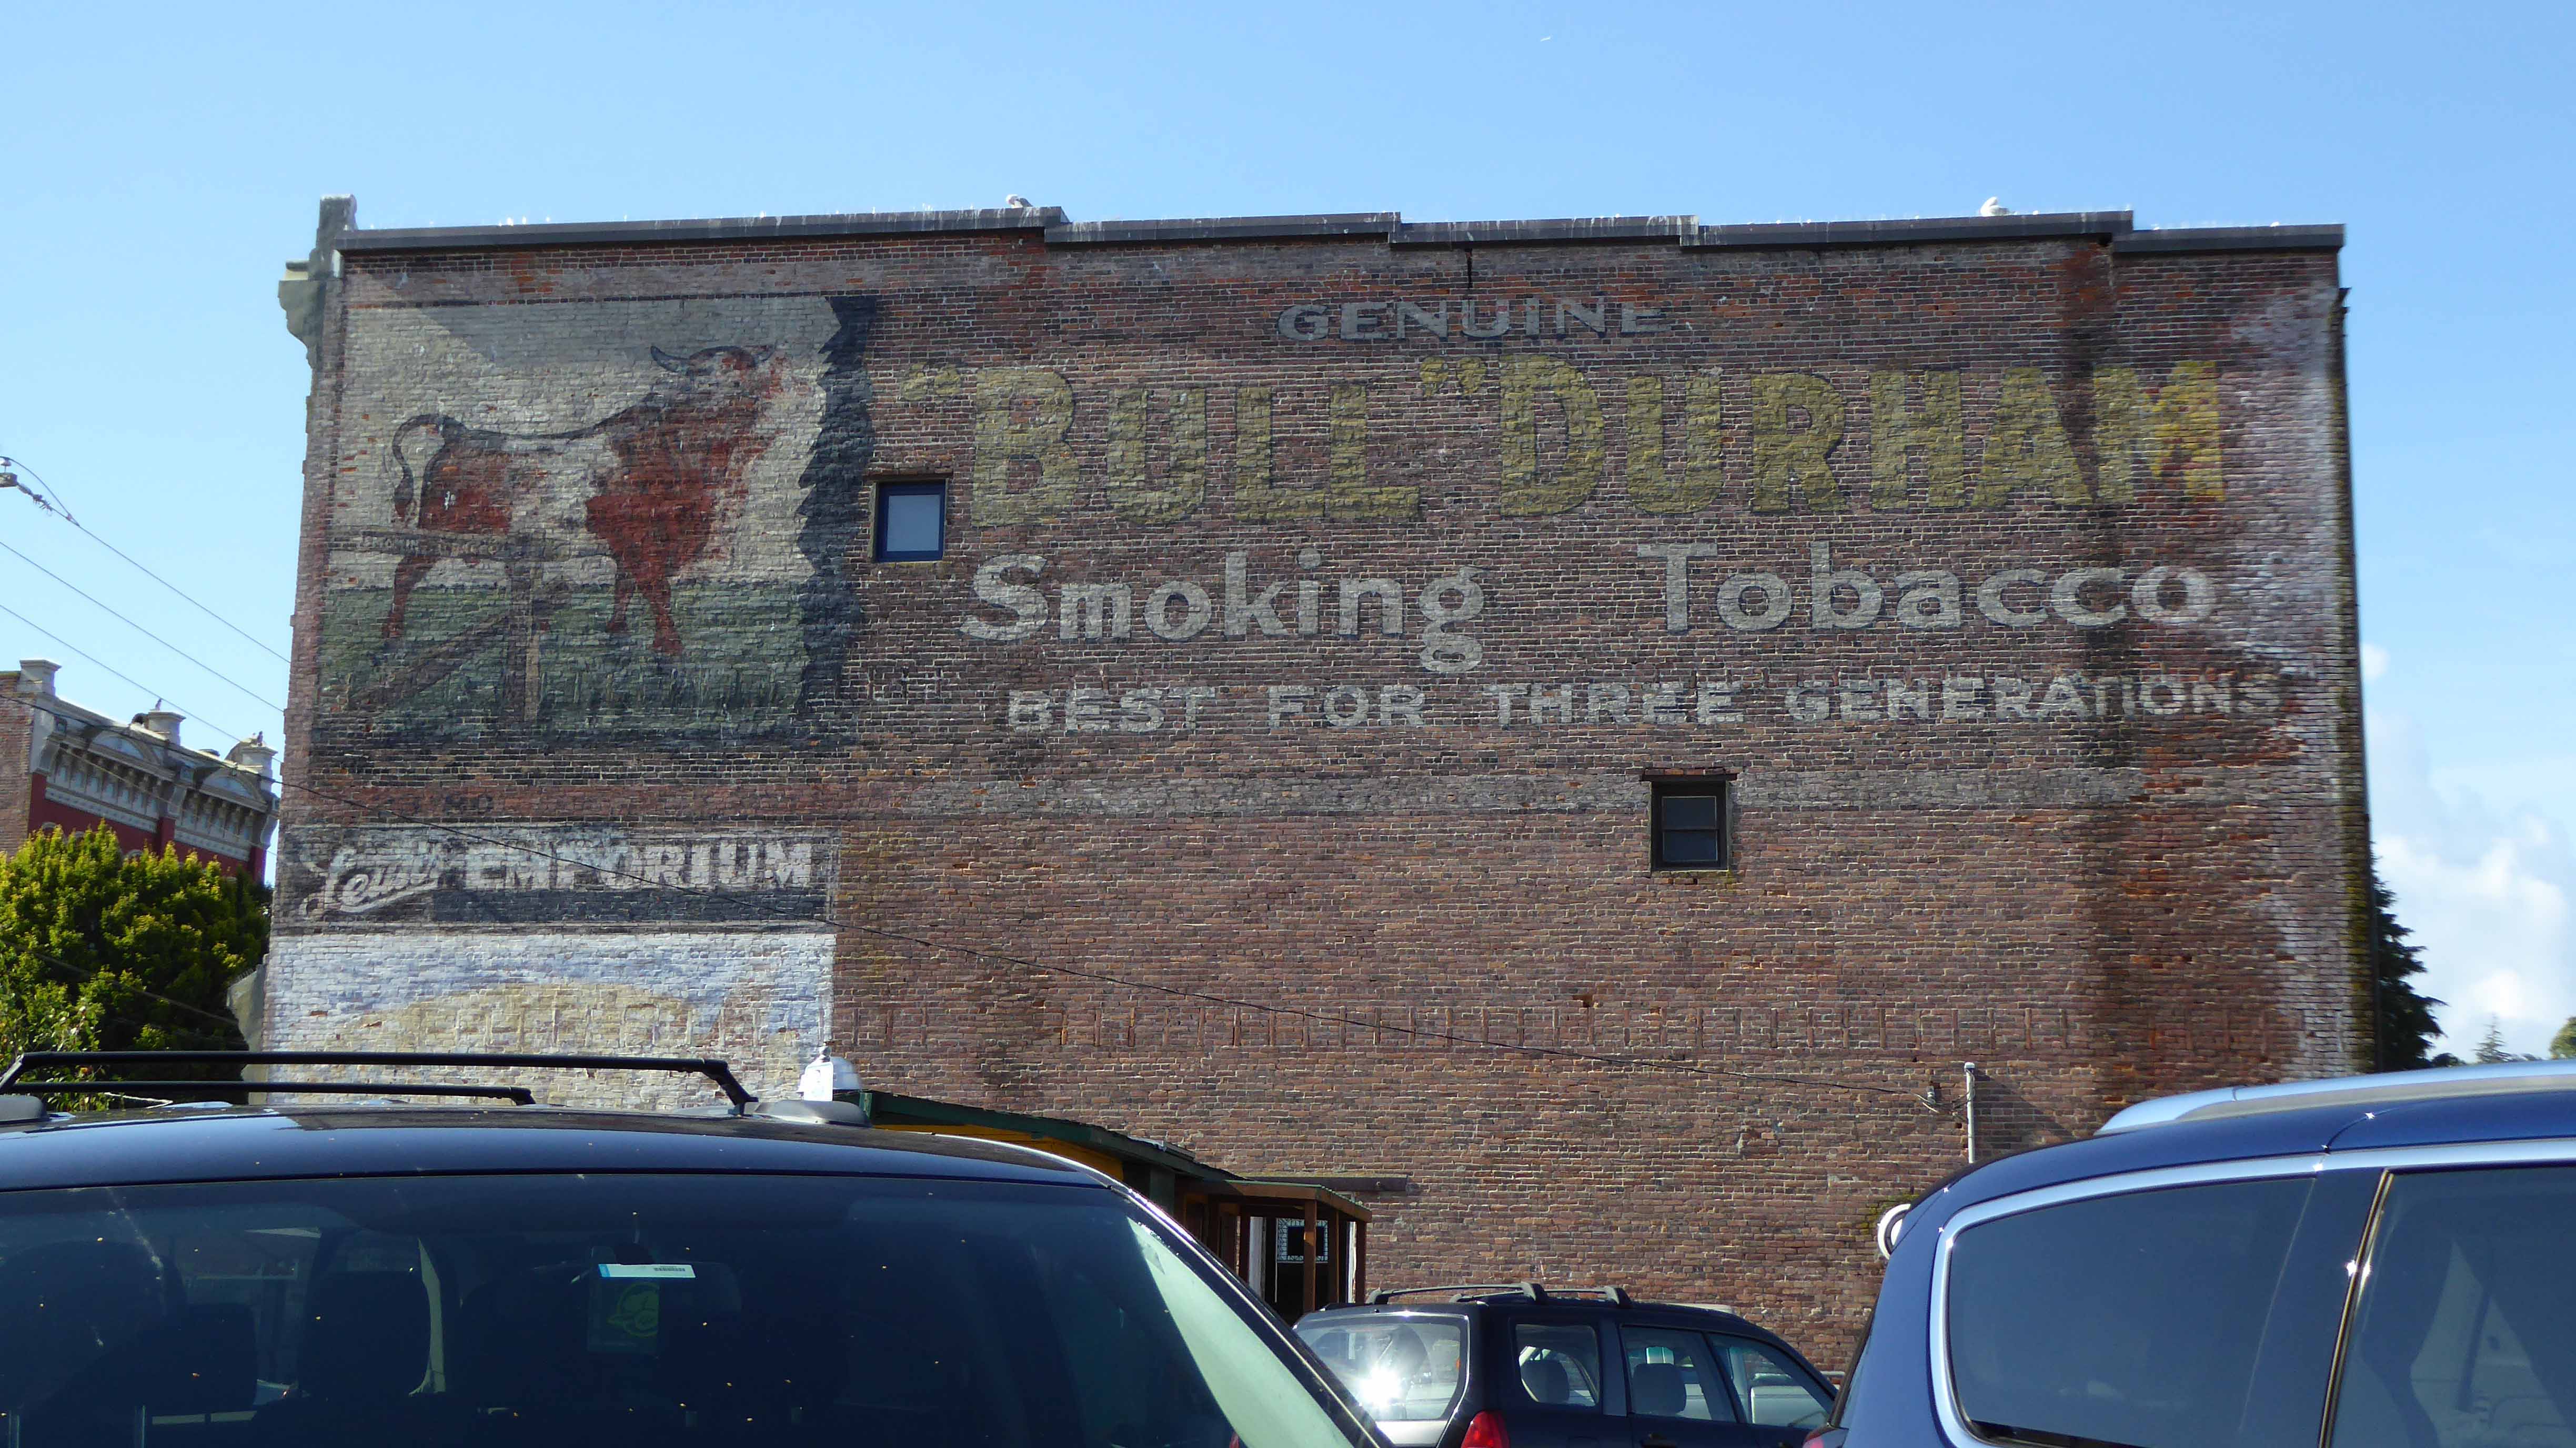 GENUINE
"BULL" DURHAM
Smoking Tobacco
BEST FOR THREE GENERATIONS
EMPORIUM